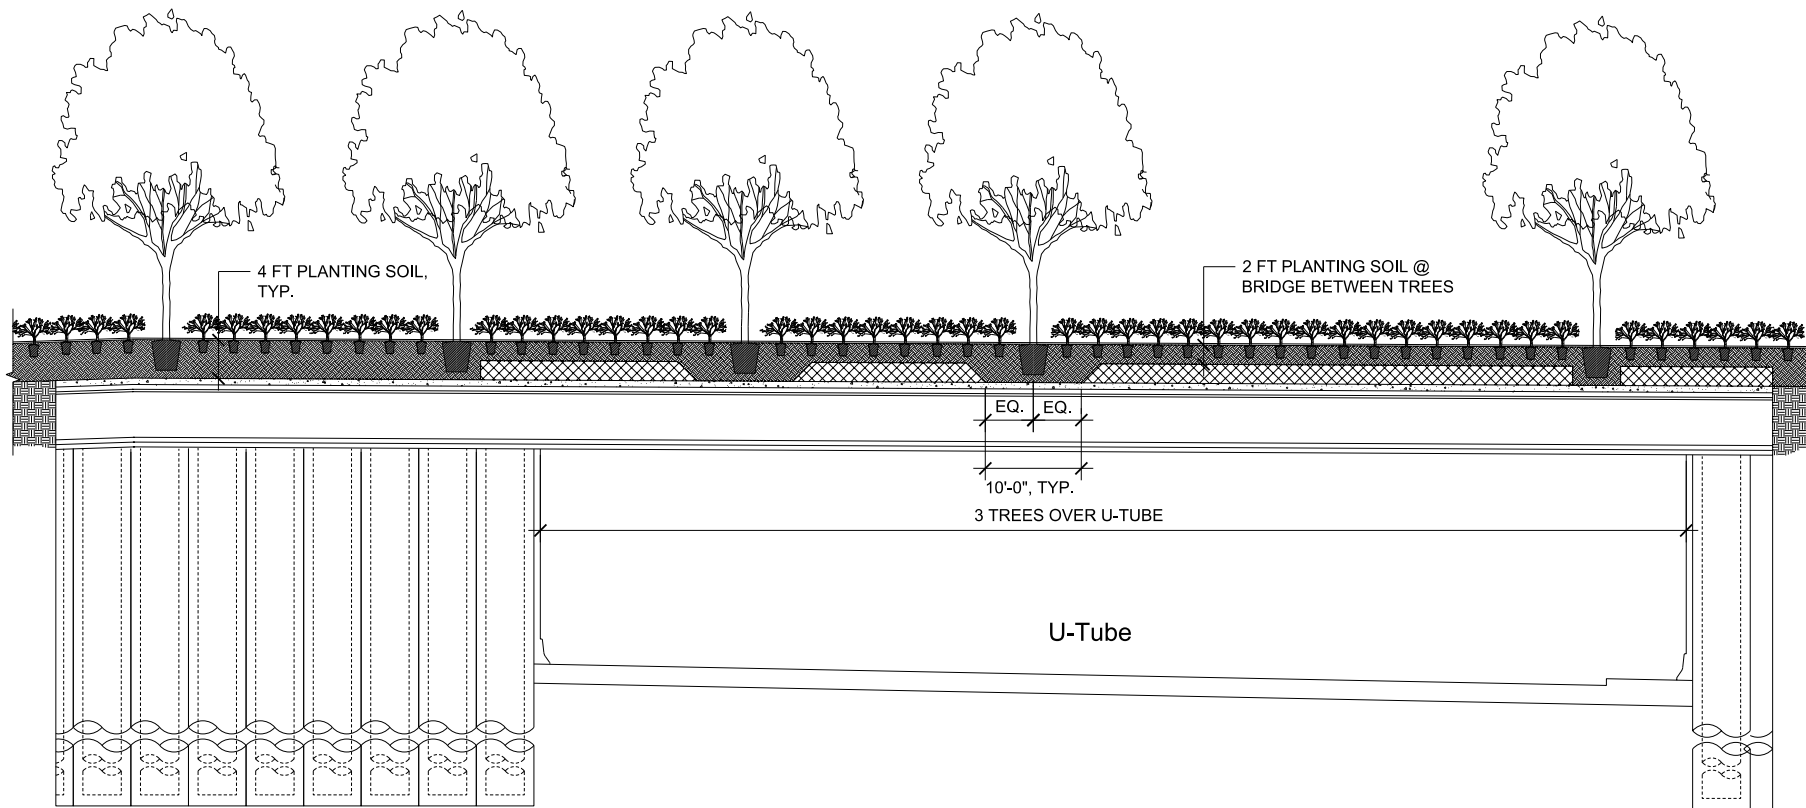 4 FT PLANTING SOIL,
TYP.
2 FT PLANTING SOIL @
BRIDGE BETWEEN TREES
EQ.
EQ.
10'-0", TYP.
3 TREES OVER U-TUBE
U-Tube